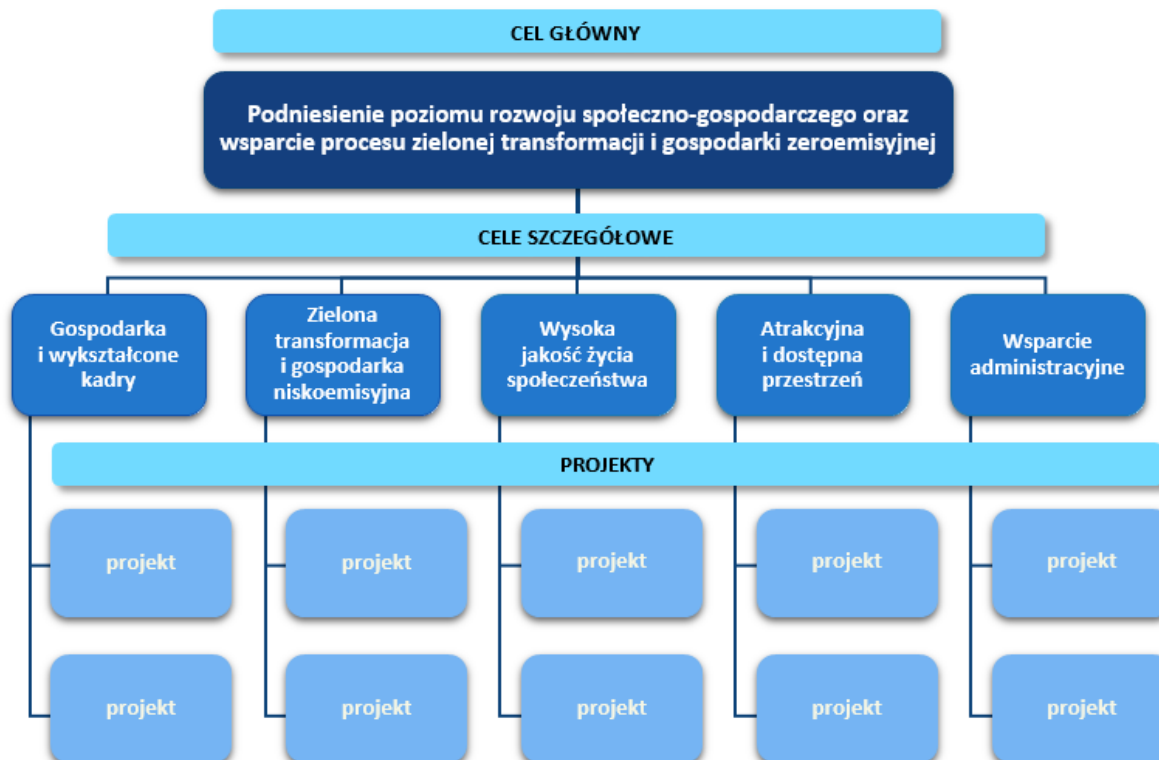 CEL GŁÓWNY
Podniesienie poziomu rozwoju społeczno-gospodarczego oraz
wsparcie procesu zielonej transformacji i gospodarki zeroemisyjnej
CELE SZCZEGÓŁOWE
Gospodarka
i wykształcone
kadry
Zielona
transformacja
i gospodarka
niskoemisyjna
Wysoka
jakość życia
społeczeństwa
Atrakcyjna
i dostępna
przestrzeń
Wsparcie
administracyjne
PROJEKTY
projekt
projekt
projekt
projekt
projekt
projekt
projekt
projekt
projekt
projekt